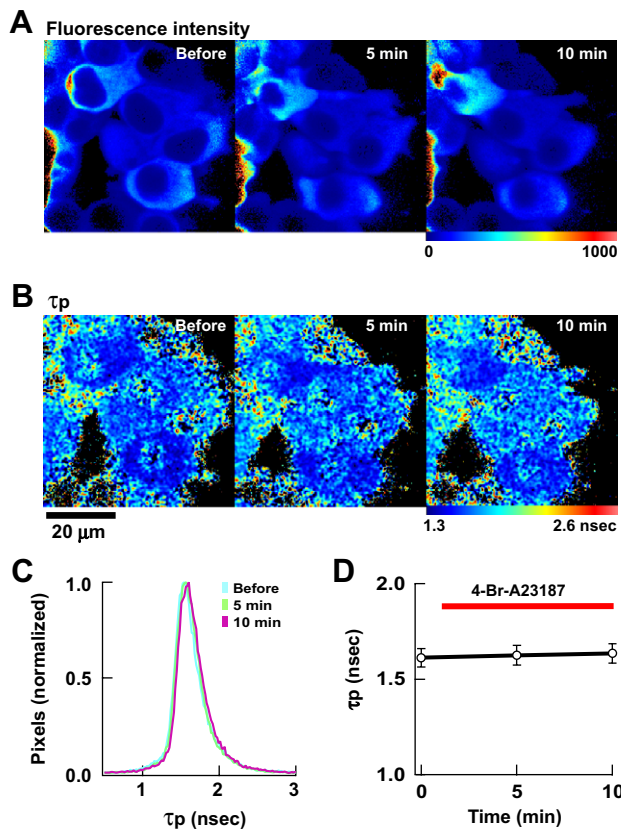 A Fluorescence intensity
Before 5 min 10 min
0 1000
B τp
Before 5 min 10 min
20 μm
1.3 2.6 nsec
C
1.0
0.5
0.0
Pixels (normalized)
Before
5 min
10 min
1 2 3
τp (nsec)
D
2.0
1.5
1.0
τp (nsec)
4-Br-A23187
0 5 10
Time (min)